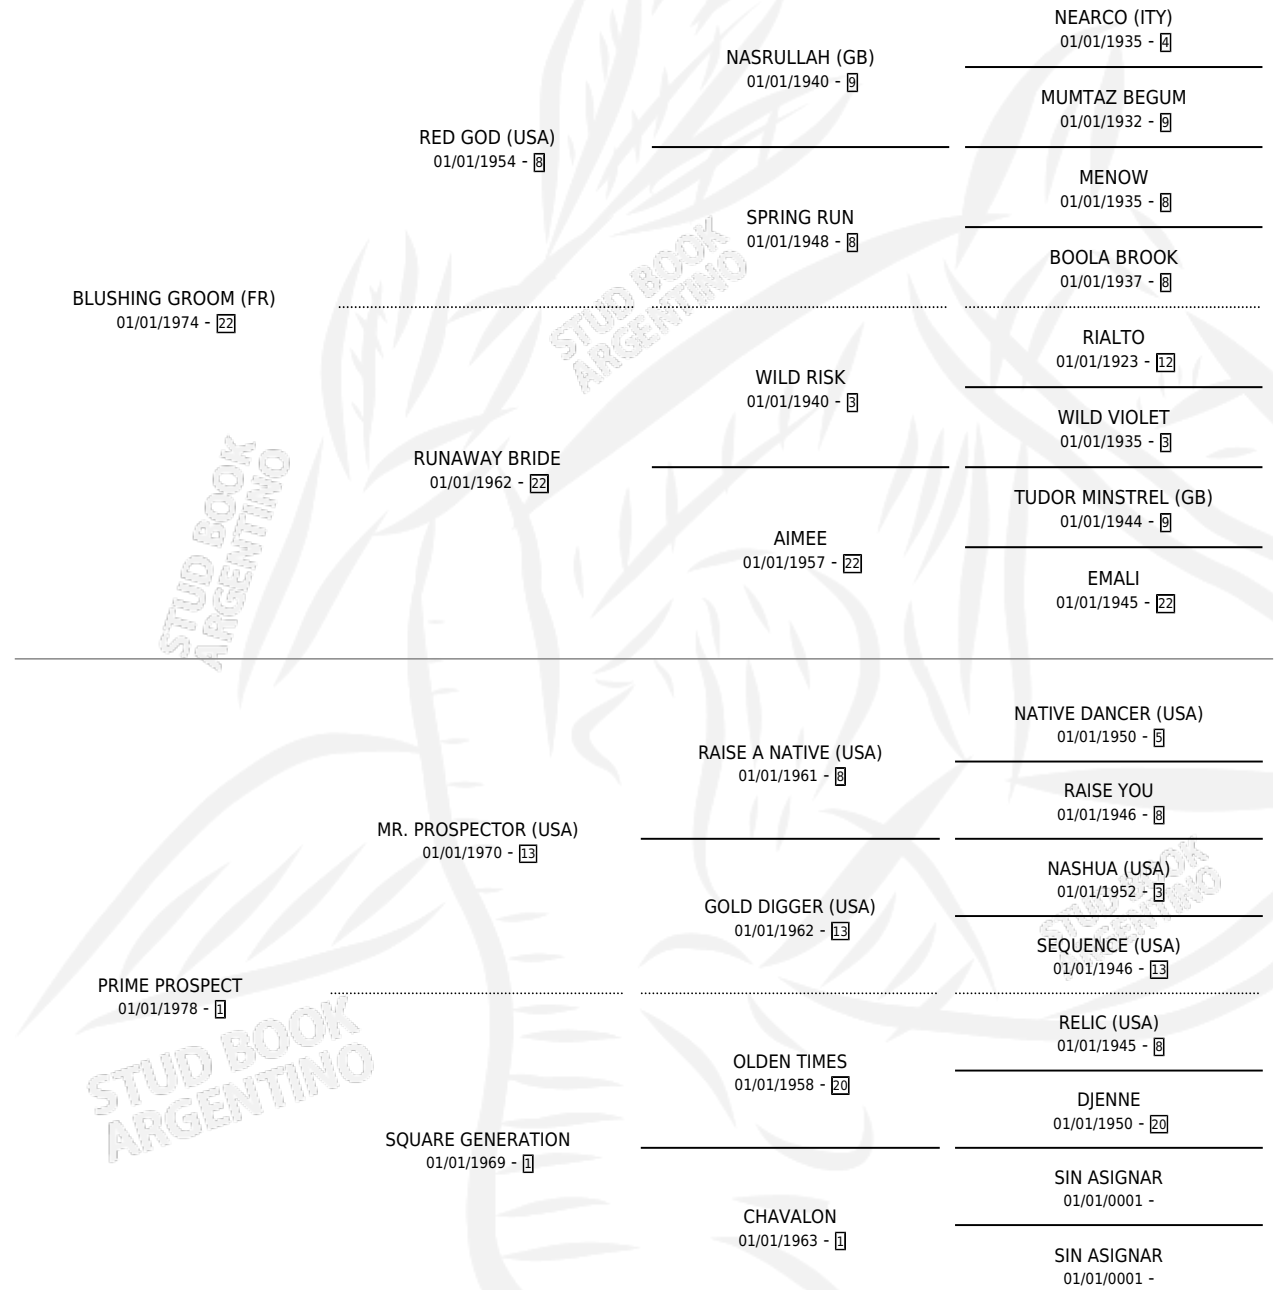 NEARCO (ITY)
01/01/1935 - 4
NASRULLAH (GB)
01/01/1940 - 9
MUMTAZ BEGUM
01/01/1932 - 9
RED GOD (USA)
01/01/1954 - 8
MENOW
01/01/1935 - 8
SPRING RUN
01/01/1948 - 8
BOOLA BROOK
01/01/1937 - 8
BLUSHING GROOM (FR)
01/01/1974 - 22
RIALTO
01/01/1923 - 12
WILD RISK
01/01/1940 - 3
WILD VIOLET
01/01/1935 - 3
RUNAWAY BRIDE
01/01/1962 - 22
TUDOR MINSTREL (GB)
01/01/1944 - 9
AIMEE
01/01/1957 - 22
EMALI
01/01/1945 - 22
STUD BOOK
ARGENTINO
STUD BOOK
ARGENTINO
NATIVE DANCER (USA)
01/01/1950 - 5
RAISE A NATIVE (USA)
01/01/1961 - 8
RAISE YOU
01/01/1946 - 8
MR. PROSPECTOR (USA)
01/01/1970 - 13
NASHUA (USA)
01/01/1952 - 3
GOLD DIGGER (USA)
01/01/1962 - 13
SEQUENCE (USA)
01/01/1946 - 13
PRIME PROSPECT
01/01/1978 - 1
RELIC (USA)
01/01/1945 - 8
OLDEN TIMES
01/01/1958 - 20
DJENNE
01/01/1950 - 20
SQUARE GENERATION
01/01/1969 - 1
SIN ASIGNAR
01/01/0001 -
CHAVALON
01/01/1963 - 1
SIN ASIGNAR
01/01/0001 -
STUD BOOK
ARGENTINO
STUD BOOK
ARGENTINO